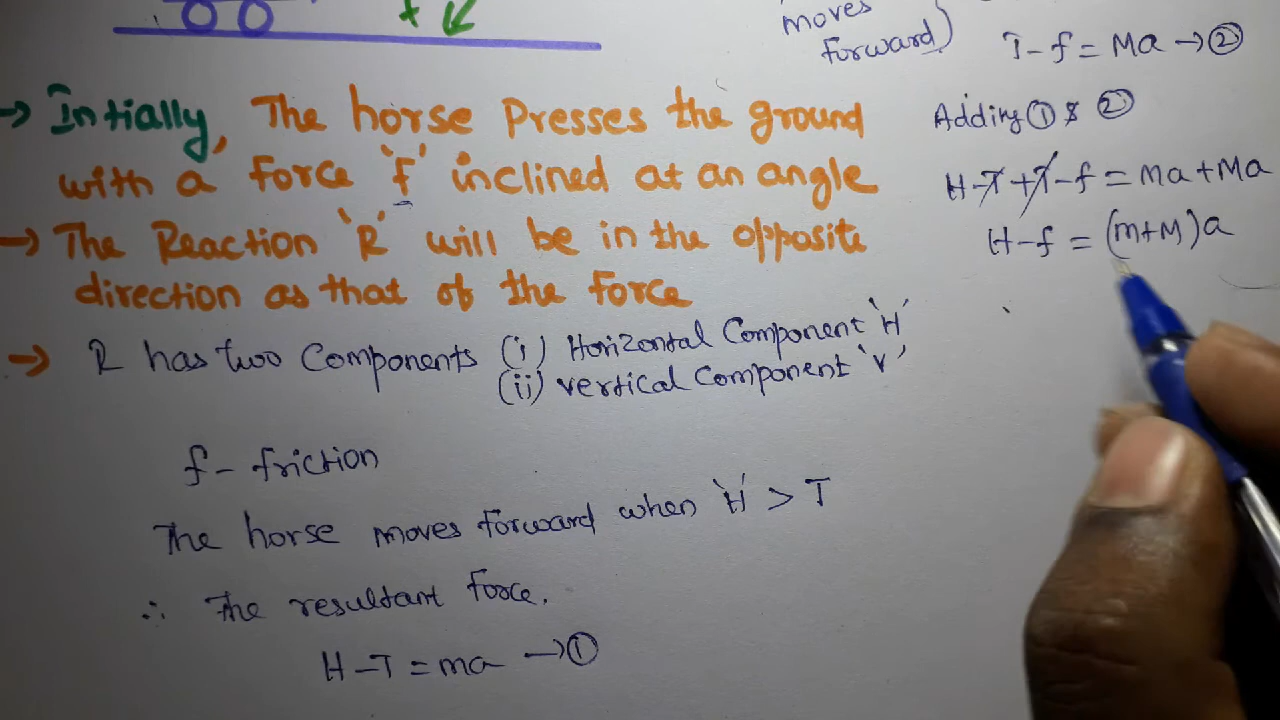 → Initially, The horse Presses the ground
with a force 'f' inclined at an angle
→ The Reaction 'R' will be in the opposite
direction as that of the force
→ R has two Components (i) Horizontal Component 'H'
(ii) vertical Component 'v'
f - friction
The horse moves forward when 'H' > T
∴ The resultant force,
H - T = ma → ①
moves
forward)
T - f = Ma → ②
Adding ① & ②
H - T + T - f = ma + Ma
H - f = (m+M)a